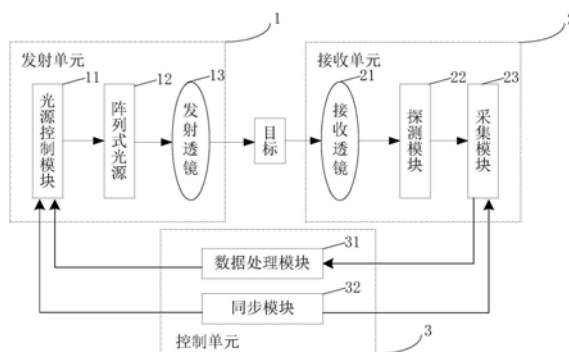 1
发射单元
11
12
13
光源控制模块
阵列式光源
发射透镜
目标
接收单元
21
22
23
接收透镜
探测模块
采集模块
31
数据处理模块
32
同步模块
控制单元
3